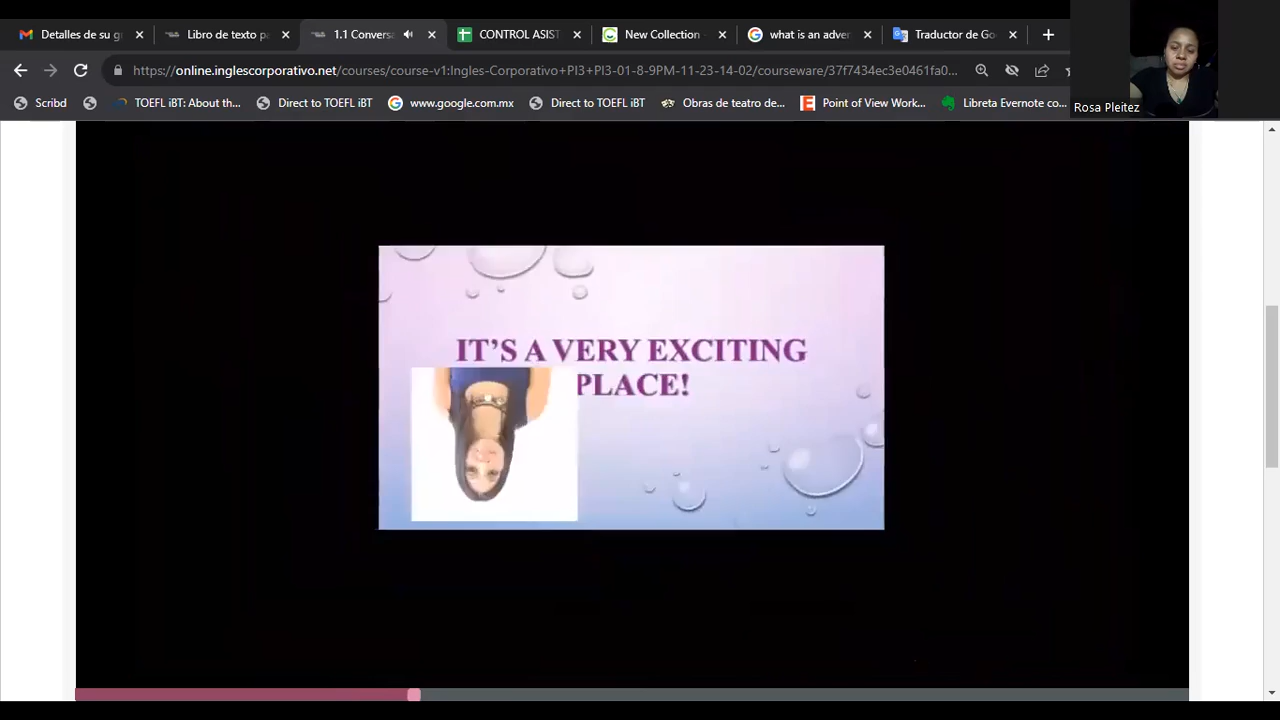 Detalles de su gr
Libro de texto pa
1.1 Conversa
CONTROL ASIST
New Collection
what is an adver
Traductor de Go
https://online.inglescorporativo.net/courses/course-v1:Ingles-Corporativo+PI3+PI3-01-8-9PM-11-23-14-02/courseware/37f7434ec3e0461fa0...
Scribd
TOEFL iBT: About th...
Direct to TOEFL iBT
www.google.com.mx
Direct to TOEFL iBT
Obras de teatro de...
Point of View Work...
Libreta Evernote co...
Rosa Pleitez
IT'S A VERY EXCITING
PLACE!